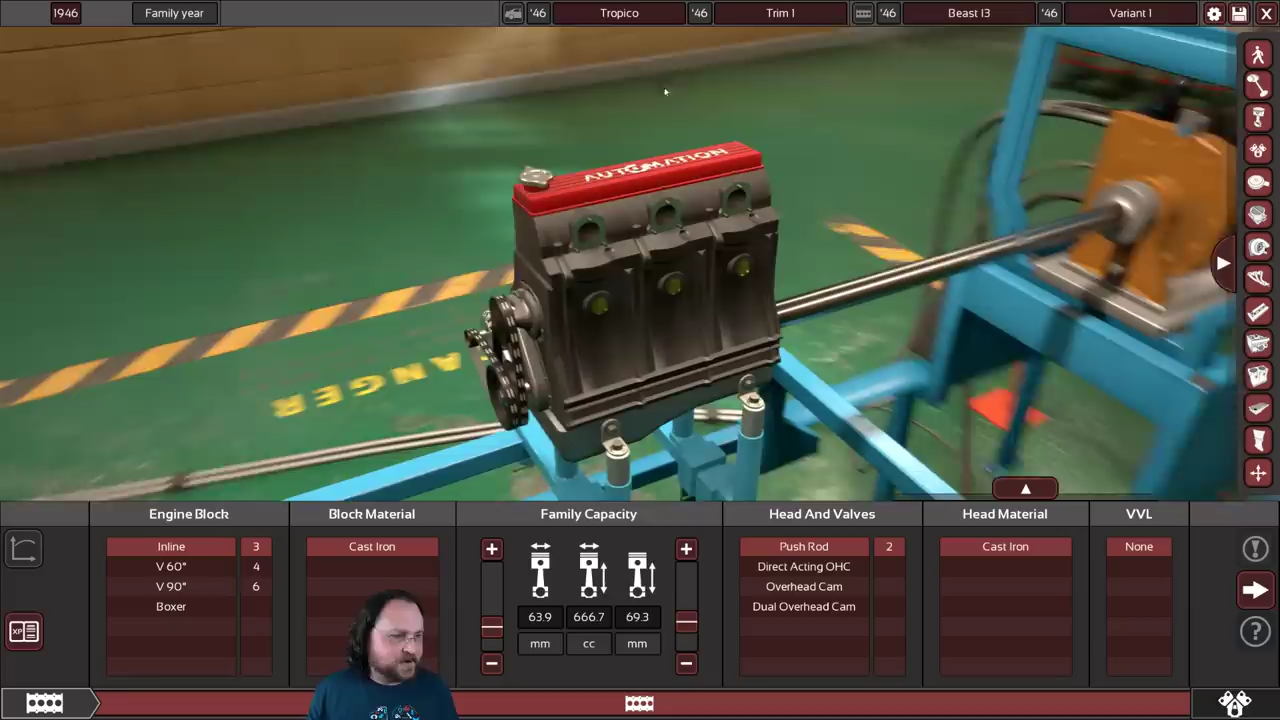 1946
Family year
'46
Tropico
'46
Trim 1
'46
Beast I3
'46
Variant 1
AUTOMATION
ANGER
Engine Block
Block Material
Family Capacity
Head And Valves
Head Material
VVL
Inline
3
V 60°
4
V 90°
6
Boxer
Cast Iron
63.9
666.7
69.3
mm
cc
mm
Push Rod
2
Direct Acting OHC
Overhead Cam
Dual Overhead Cam
Cast Iron
None
XP